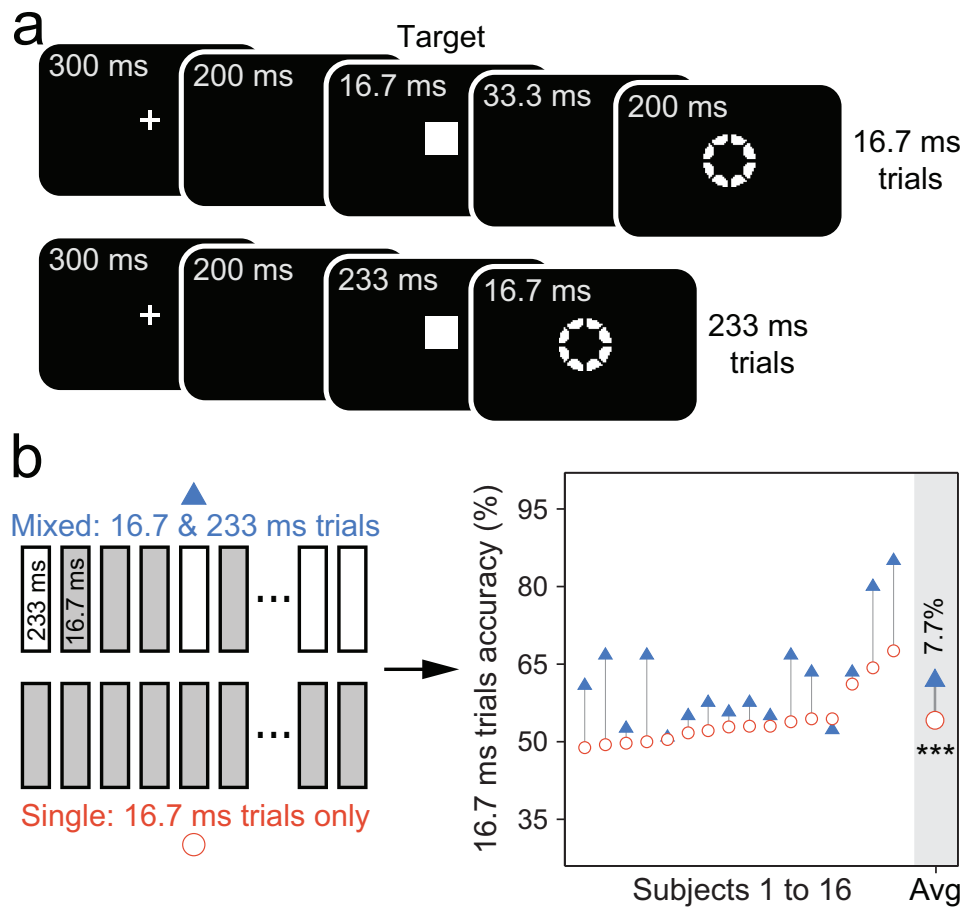 a
Target
300 ms
200 ms
16.7 ms
33.3 ms
200 ms
16.7 ms
trials
300 ms
200 ms
233 ms
16.7 ms
233 ms
trials
b
Mixed: 16.7 & 233 ms trials
233 ms
16.7 ms
...
...
Single: 16.7 ms trials only
16.7 ms trials accuracy (%)
95
80
65
50
35
7.7%
***
Subjects 1 to 16
Avg